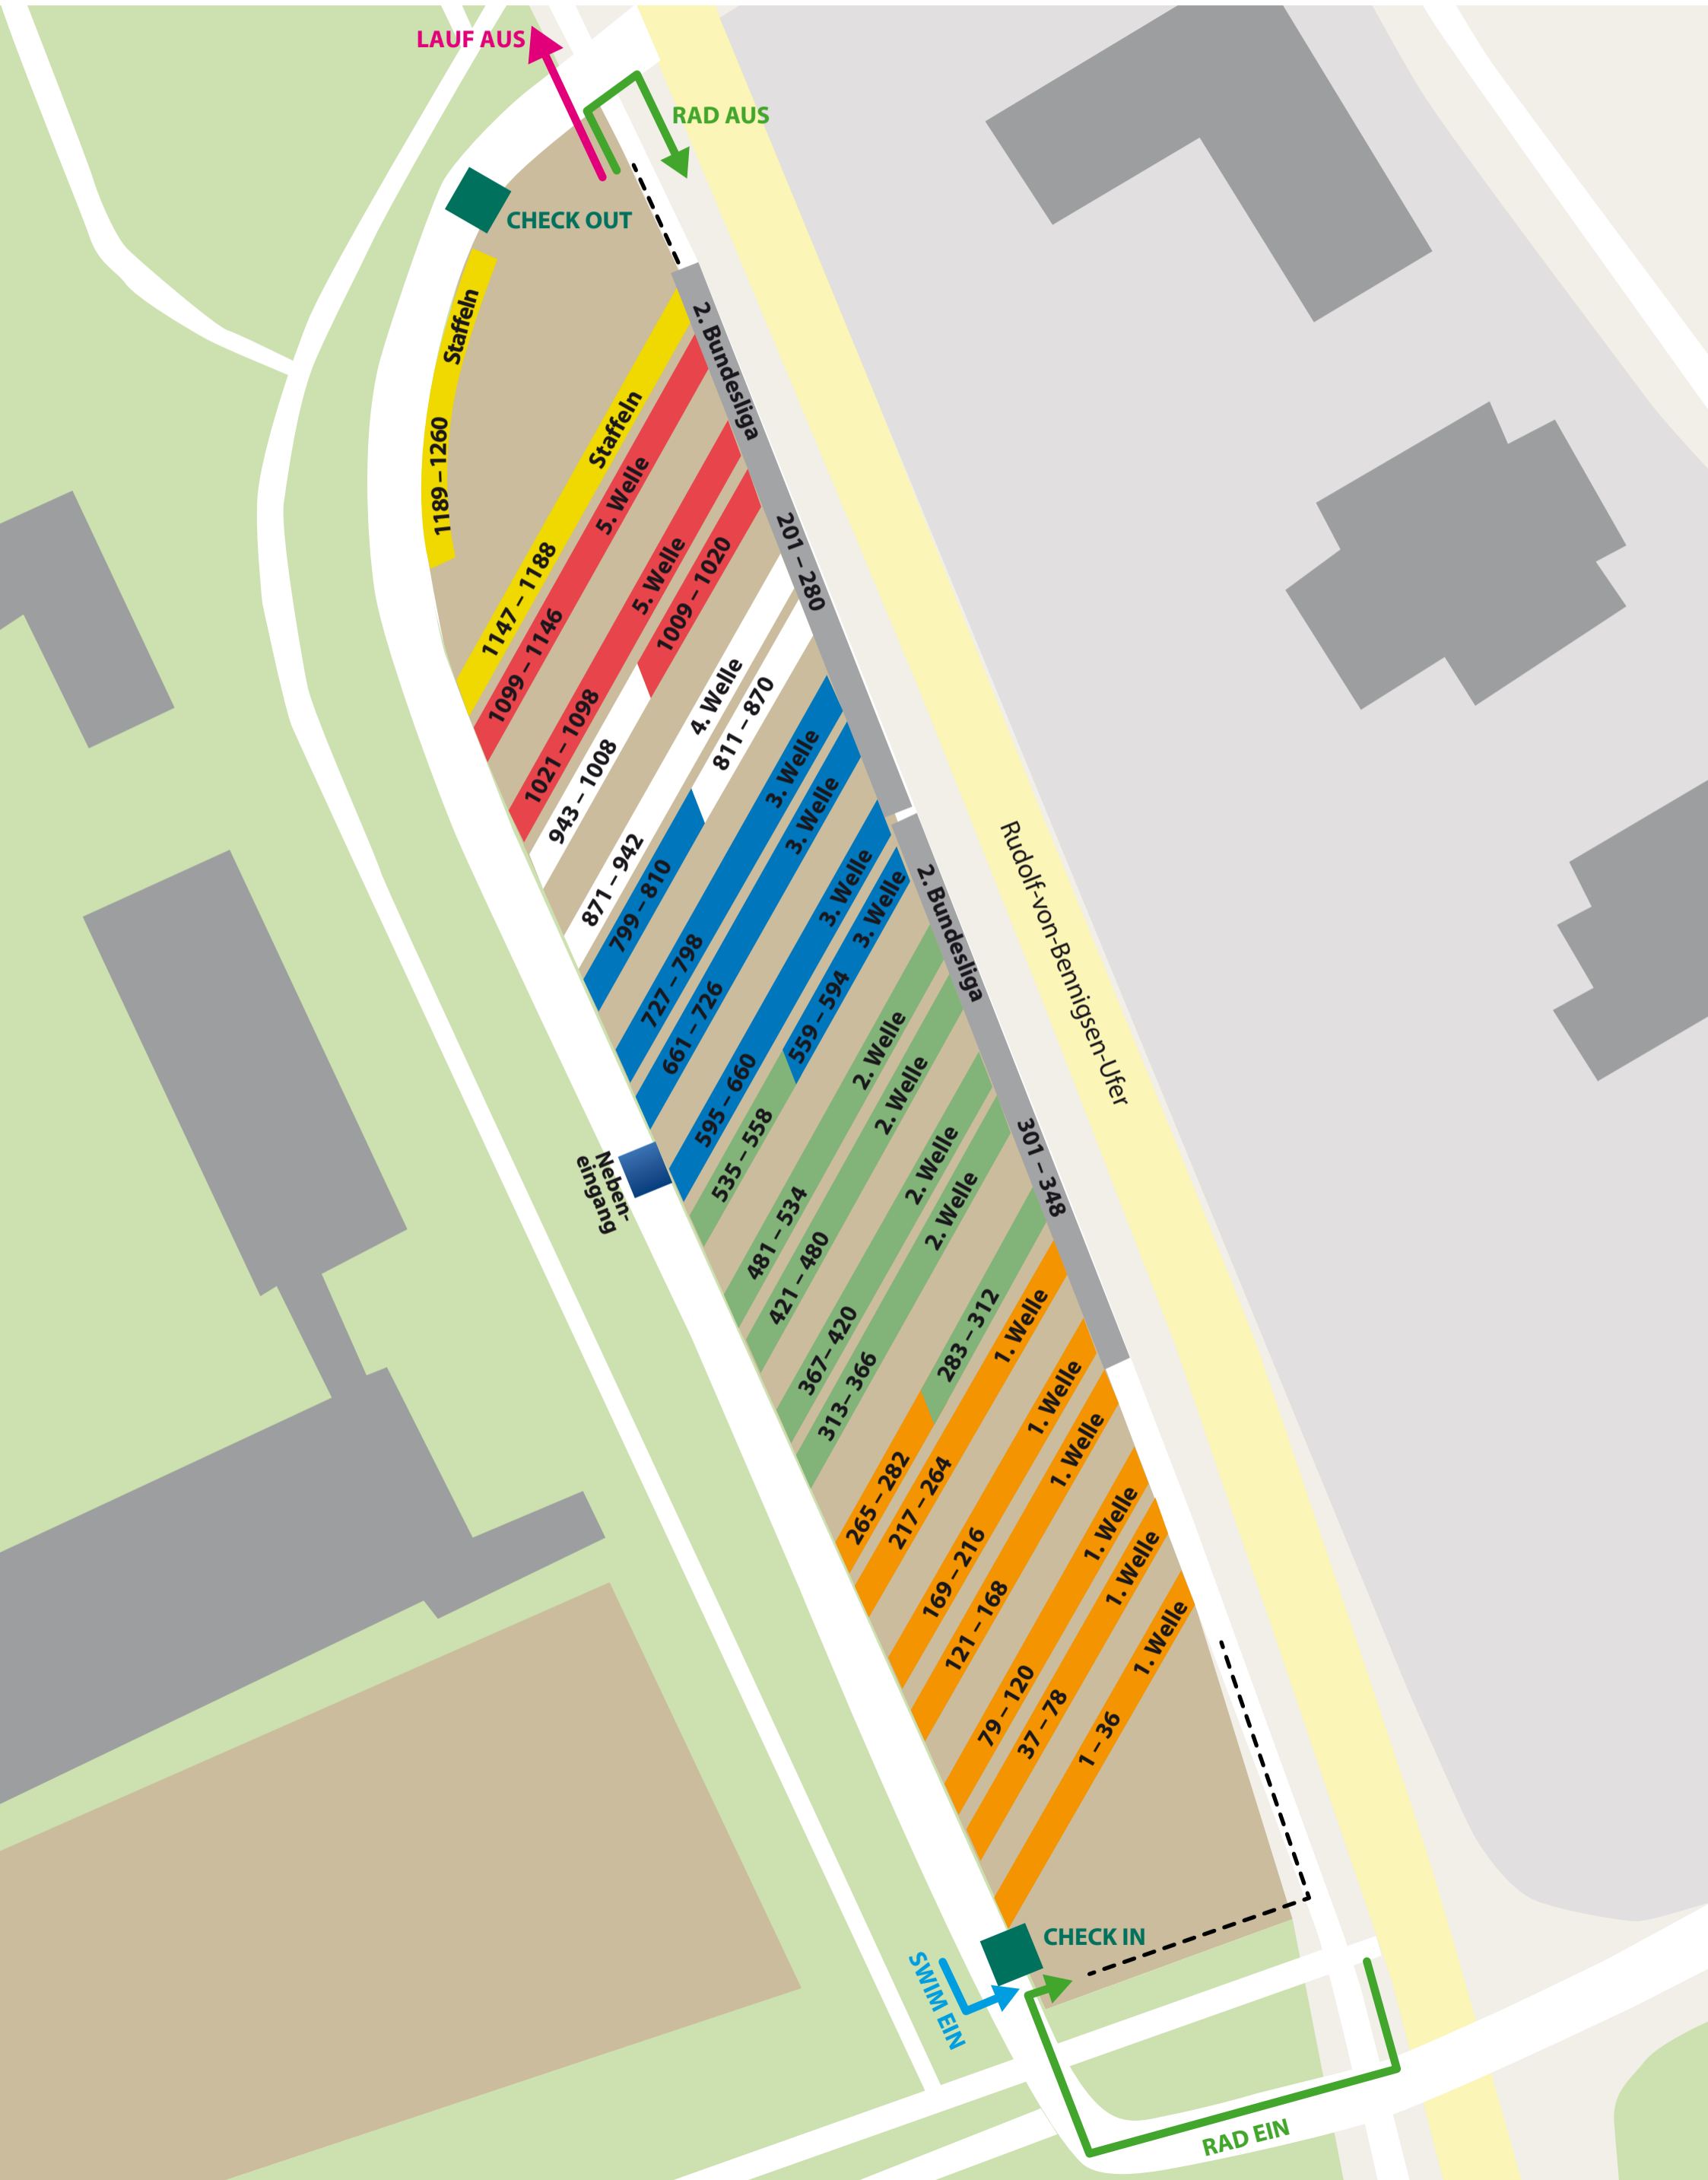 LAUF AUS
RAD AUS
CHECK OUT
Staffeln
1189 – 1260
2. Bundesliga
201 – 280
Staffeln
1147 – 1188
5. Welle
1099 – 1146
5. Welle
1021 – 1098
1009 – 1020
943 – 1008
4. Welle
871 – 942
811 – 870
799 – 810
3. Welle
727 – 798
3. Welle
661 – 726
3. Welle
595 – 660
3. Welle
559 – 594
535 – 558
2. Bundesliga
301 – 348
Rudolf-von-Bennigsen-Ufer
Neben-
eingang
2. Welle
481 – 534
2. Welle
421 – 480
2. Welle
367– 420
2. Welle
313– 366
283 – 312
265 – 282
1. Welle
217 – 264
1. Welle
169 – 216
1. Welle
121 – 168
1. Welle
79 – 120
1. Welle
37 – 78
1. Welle
1 – 36
CHECK IN
SWIM EIN
RAD EIN